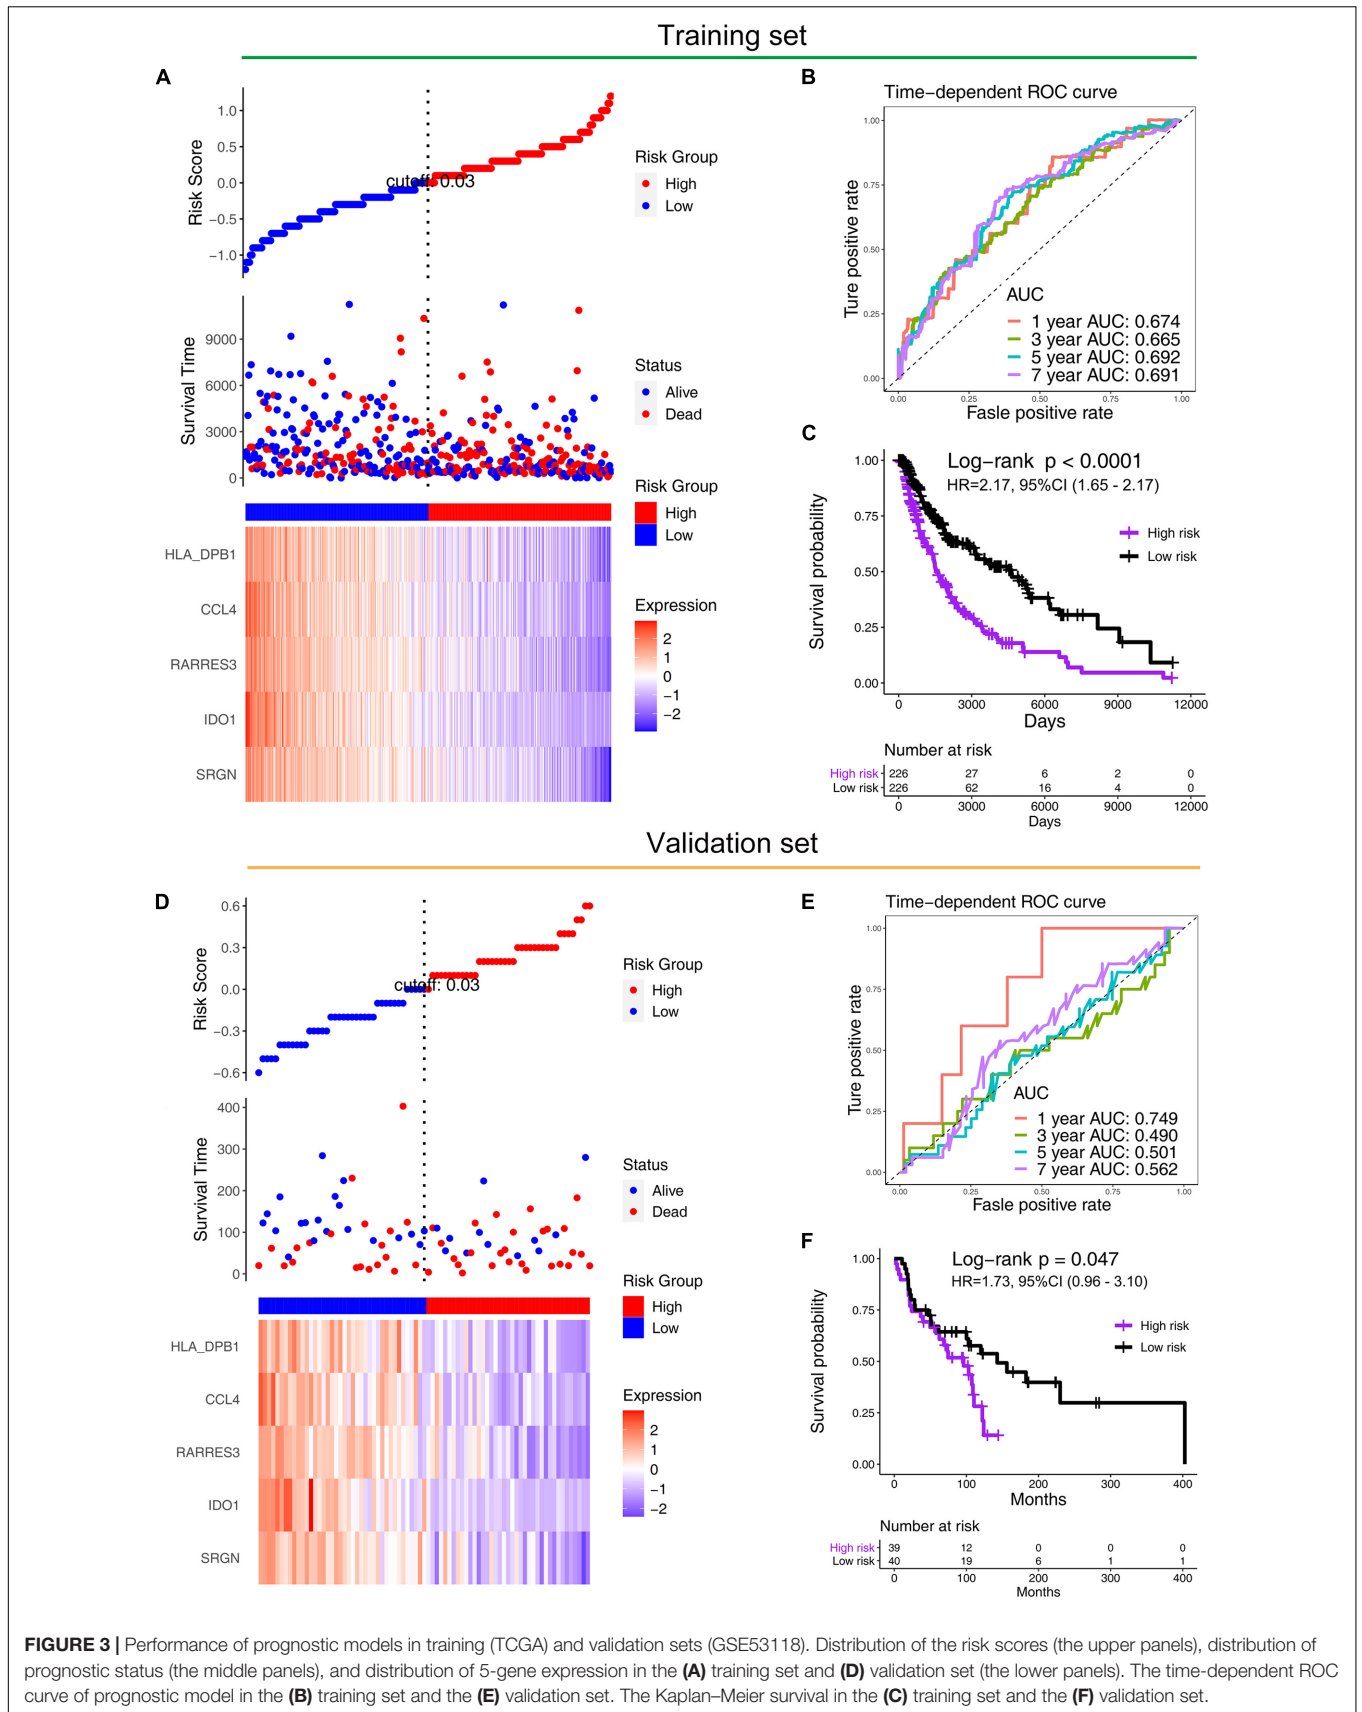 Training set
A
1.0
0.5
0.0
−0.5
−1.0
Risk Score
cutoff: 0.03
Risk Group
High
Low
9000
6000
3000
0
Survival Time
Status
Alive
Dead
Risk Group
High
Low
HLA_DPB1
CCL4
RARRES3
IDO1
SRGN
Expression
2
1
0
−1
−2
B
Time−dependent ROC curve
1.00
0.75
0.50
0.25
0.00
Ture positive rate
AUC
1 year AUC: 0.674
3 year AUC: 0.665
5 year AUC: 0.692
7 year AUC: 0.691
0.00 0.25 0.50 0.75 1.00
Fasle positive rate
C
1.00
0.75
0.50
0.25
0.00
Survival probability
Log−rank p < 0.0001
HR=2.17, 95%CI (1.65 - 2.17)
High risk
Low risk
0 3000 6000 9000 12000
Days
Number at risk
High risk 226 27 6 2 0
Low risk 226 62 16 4 0
0 3000 6000 9000 12000
Days
Validation set
D
0.6
0.3
0.0
−0.3
−0.6
Risk Score
cutoff: 0.03
Risk Group
High
Low
400
300
200
100
0
Survival Time
Status
Alive
Dead
Risk Group
High
Low
HLA_DPB1
CCL4
RARRES3
IDO1
SRGN
Expression
2
1
0
−1
−2
E
Time−dependent ROC curve
1.00
0.75
0.50
0.25
0.00
Ture positive rate
AUC
1 year AUC: 0.749
3 year AUC: 0.490
5 year AUC: 0.501
7 year AUC: 0.562
0.00 0.25 0.50 0.75 1.00
Fasle positive rate
F
1.00
0.75
0.50
0.25
0.00
Survival probability
Log−rank p = 0.047
HR=1.73, 95%CI (0.96 - 3.10)
High risk
Low risk
0 100 200 300 400
Months
Number at risk
High risk 39 12 0 0 0
Low risk 40 19 6 1 1
0 100 200 300 400
Months
FIGURE 3 | Performance of prognostic models in training (TCGA) and validation sets (GSE53118). Distribution of the risk scores (the upper panels), distribution of
prognostic status (the middle panels), and distribution of 5-gene expression in the (A) training set and (D) validation set (the lower panels). The time-dependent ROC
curve of prognostic model in the (B) training set and the (E) validation set. The Kaplan–Meier survival in the (C) training set and the (F) validation set.